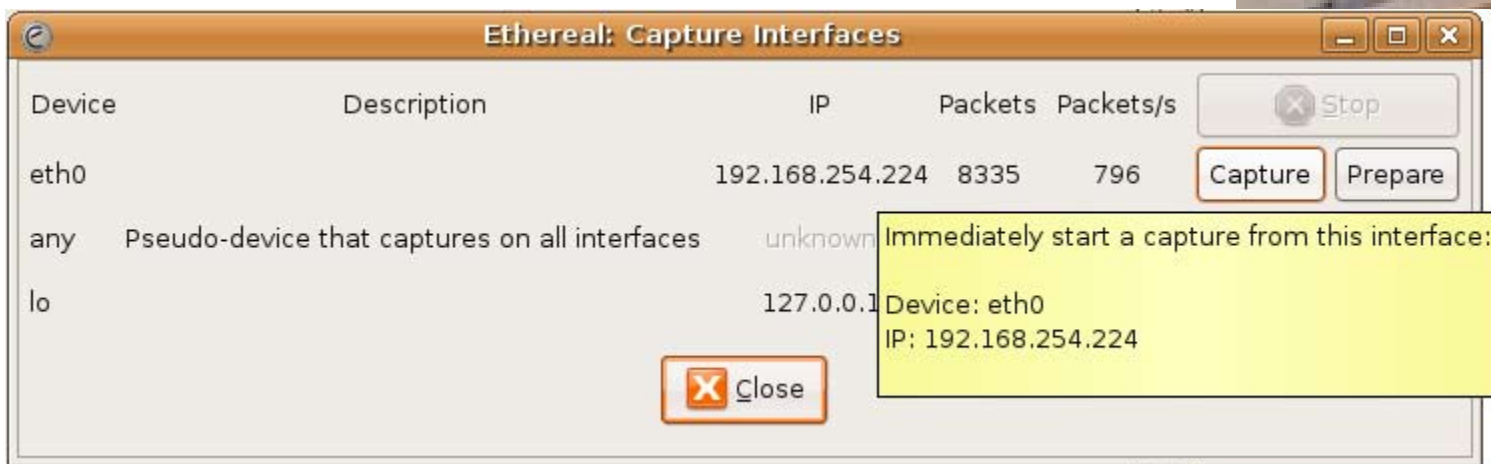 Ethereal: Capture Interfaces
Device Description IP Packets Packets/s Stop
eth0 192.168.254.224 8335 796 Capture Prepare
any Pseudo-device that captures on all interfaces unknown
lo 127.0.0.1
Immediately start a capture from this interface:
Device: eth0
IP: 192.168.254.224
Close